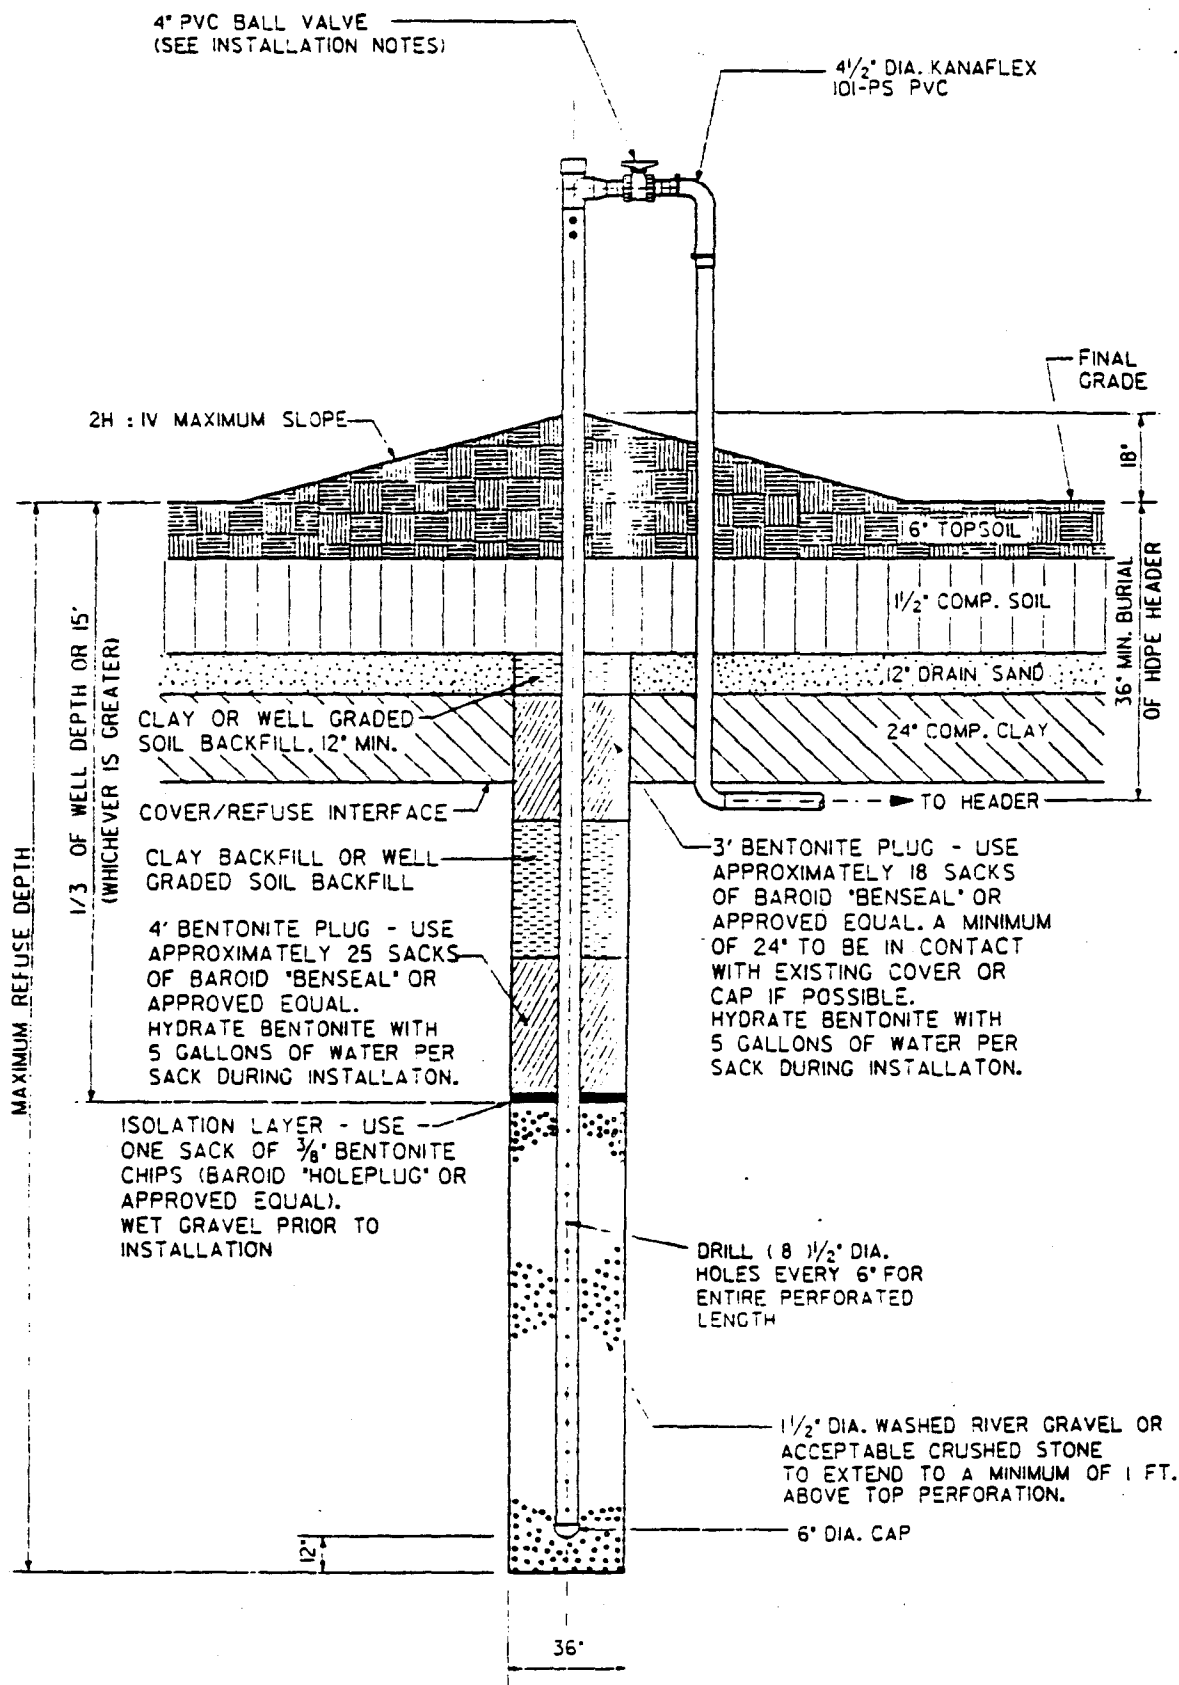 4" PVC BALL VALVE
(SEE INSTALLATION NOTES)
4 1/2" DIA. KANAFLEX
101-PS PVC
FINAL
GRADE
2H : 1V MAXIMUM SLOPE
18"
6" TOPSOIL
1 1/2" COMP. SOIL
12" DRAIN SAND
24" COMP. CLAY
36" MIN. BURIAL
OF HDPE HEADER
MAXIMUM REFUSE DEPTH
1/3 OF WELL DEPTH OR 15'
(WHICHEVER IS GREATER)
CLAY OR WELL GRADED
SOIL BACKFILL, 12" MIN.
COVER/REFUSE INTERFACE
TO HEADER
CLAY BACKFILL OR WELL
GRADED SOIL BACKFILL
3' BENTONITE PLUG - USE
APPROXIMATELY 18 SACKS
OF BAROID "BENSEAL" OR
APPROVED EQUAL. A MINIMUM
OF 24" TO BE IN CONTACT
WITH EXISTING COVER OR
CAP IF POSSIBLE.
HYDRATE BENTONITE WITH
5 GALLONS OF WATER PER
SACK DURING INSTALLATON.
4' BENTONITE PLUG - USE
APPROXIMATELY 25 SACKS
OF BAROID "BENSEAL" OR
APPROVED EQUAL.
HYDRATE BENTONITE WITH
5 GALLONS OF WATER PER
SACK DURING INSTALLATON.
ISOLATION LAYER - USE
ONE SACK OF 3/8" BENTONITE
CHIPS (BAROID "HOLEPLUG" OR
APPROVED EQUAL).
WET GRAVEL PRIOR TO
INSTALLATION
DRILL ( 8 ) 1/2" DIA.
HOLES EVERY 6" FOR
ENTIRE PERFORATED
LENGTH
1 1/2" DIA. WASHED RIVER GRAVEL OR
ACCEPTABLE CRUSHED STONE
TO EXTEND TO A MINIMUM OF 1 FT.
ABOVE TOP PERFORATION.
6" DIA. CAP
12"
36"